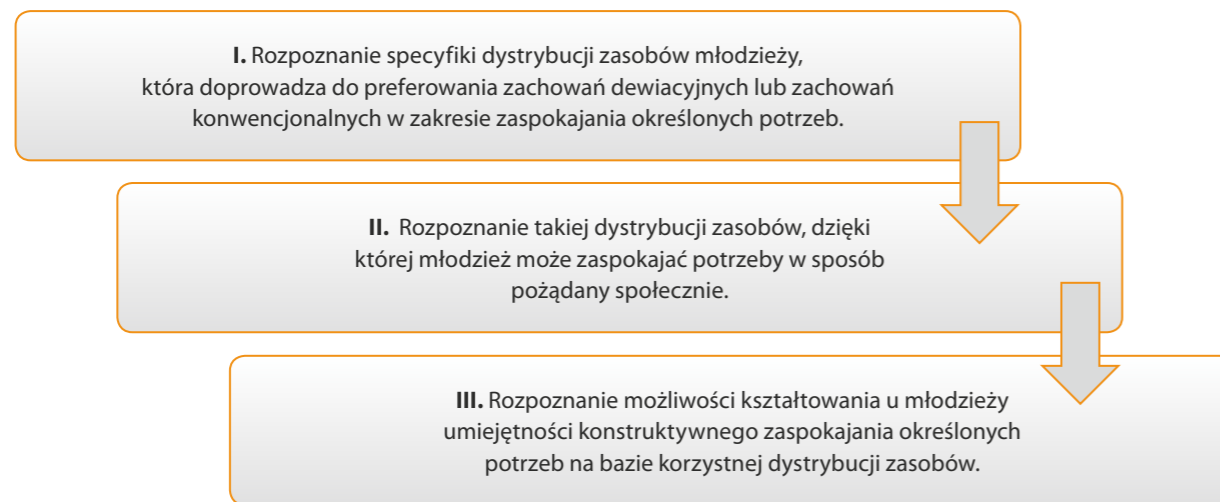 I. Rozpoznanie specyfiki dystrybucji zasobów młodzieży,
która doprowadza do preferowania zachowań dewiacyjnych lub zachowań
konwencjonalnych w zakresie zaspokajania określonych potrzeb.
II. Rozpoznanie takiej dystrybucji zasobów, dzięki
której młodzież może zaspokajać potrzeby w sposób
pożądany społecznie.
III. Rozpoznanie możliwości kształtowania u młodzieży
umiejętności konstruktywnego zaspokajania określonych
potrzeb na bazie korzystnej dystrybucji zasobów.